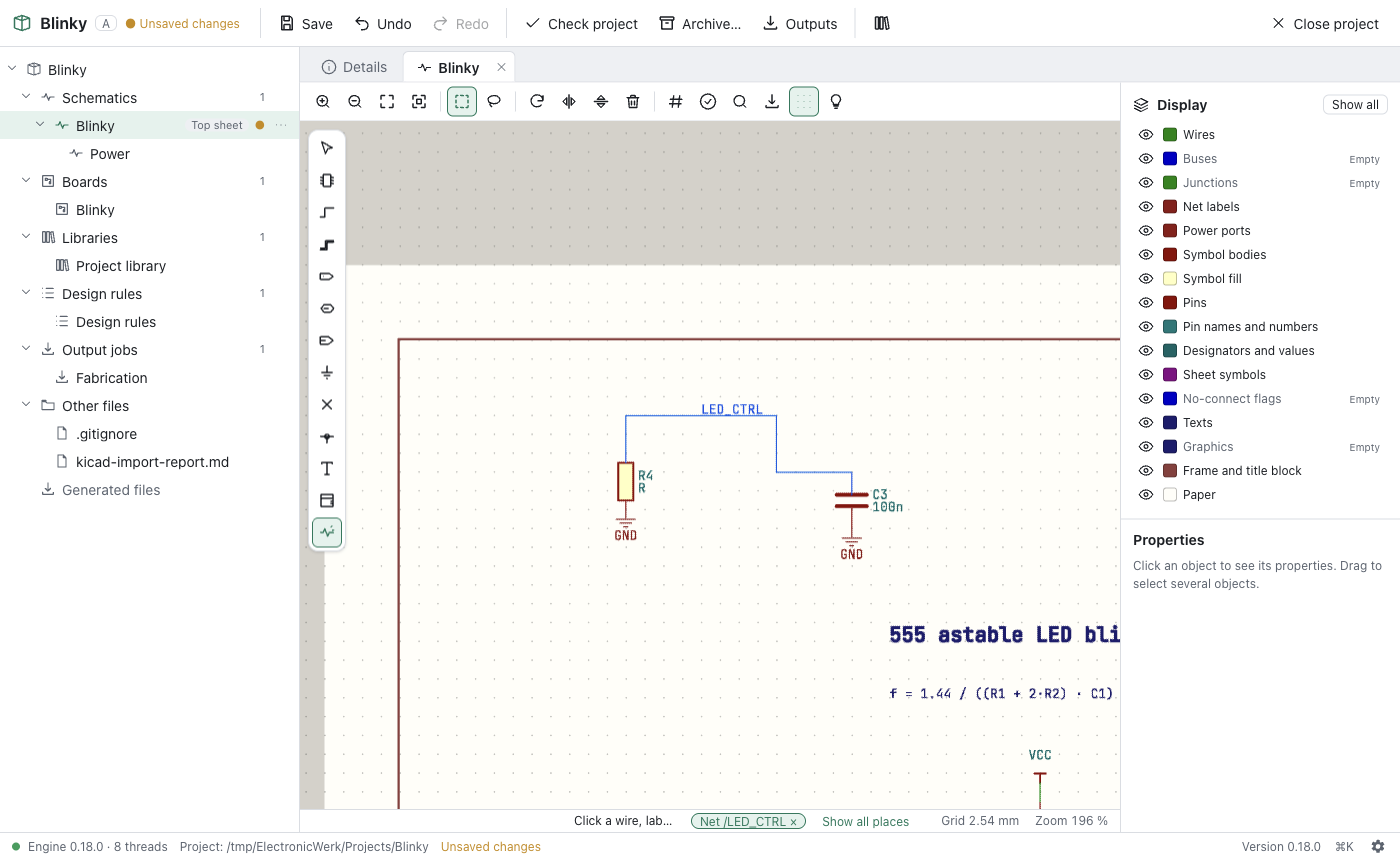 Blinky A Unsaved changes Save Undo Redo Check project Archive... Outputs Close project
Blinky
Schematics 1
Blinky Top sheet ...
Power
Boards 1
Blinky
Libraries 1
Project library
Design rules 1
Design rules
Output jobs 1
Fabrication
Other files
.gitignore
kicad-import-report.md
Generated files
Details Blinky
LED_CTRL
R4
R
GND
C3
100n
GND
555 astable LED bli
f = 1.44 / ((R1 + 2·R2) · C1)
VCC
Click a wire, lab... Net /LED_CTRL × Show all places Grid 2.54 mm Zoom 196 %
Display Show all
Wires
Buses Empty
Junctions Empty
Net labels
Power ports
Symbol bodies
Symbol fill
Pins
Pin names and numbers
Designators and values
Sheet symbols
No-connect flags Empty
Texts
Graphics Empty
Frame and title block
Paper
Properties
Click an object to see its properties. Drag to
select several objects.
Engine 0.18.0 · 8 threads Project: /tmp/ElectronicWerk/Projects/Blinky Unsaved changes Version 0.18.0 ⌘K